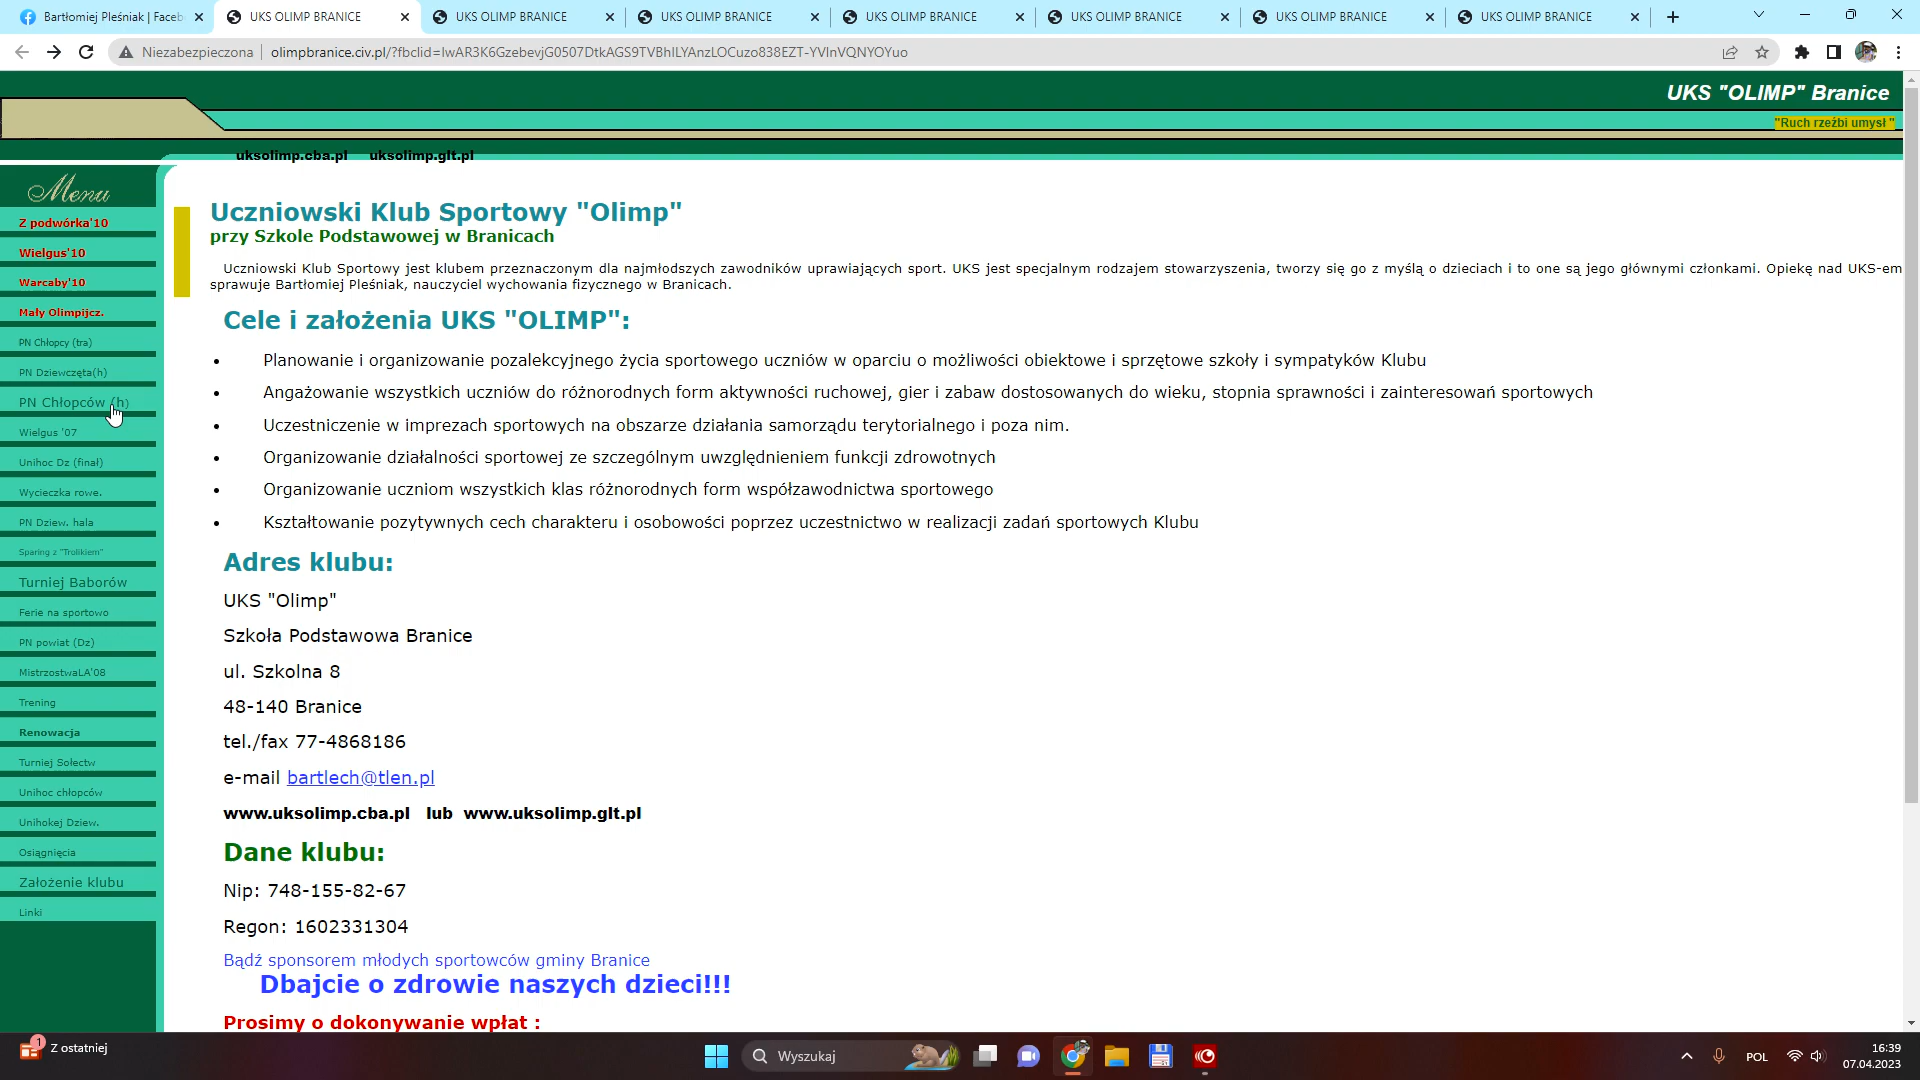 Bartłomiej Pleśniak | Faceb
UKS OLIMP BRANICE
UKS OLIMP BRANICE
UKS OLIMP BRANICE
UKS OLIMP BRANICE
UKS OLIMP BRANICE
UKS OLIMP BRANICE
UKS OLIMP BRANICE
Niezabezpieczona
olimpbranice.civ.pl/?fbclid=IwAR3K6GzebevjG0507DtkAGS9TVBhILYAnzLOCuzo838EZT-YVInVQNYOYuo
UKS "OLIMP" Branice
"Ruch rzeźbi umysł "
uksolimp.cba.pl uksolimp.glt.pl
Menu
Z podwórka'10
Wielgus'10
Warcaby'10
Mały Olimpijcz.
PN Chłopcy (tra)
PN Dziewczęta(h)
PN Chłopców (h)
Wielgus '07
Unihoc Dz (finał)
Wycieczka rowe.
PN Dziew. hala
Sparing z "Trolikiem"
Turniej Baborów
Ferie na sportowo
PN powiat (Dz)
MistrzostwaLA'08
Trening
Renowacja
Turniej Sołectw
Unihoc chłopców
Unihokej Dziew.
Osiągnięcia
Założenie klubu
Linki
Uczniowski Klub Sportowy "Olimp"
przy Szkole Podstawowej w Branicach
Uczniowski Klub Sportowy jest klubem przeznaczonym dla najmłodszych zawodników uprawiających sport. UKS jest specjalnym rodzajem stowarzyszenia, tworzy się go z myślą o dzieciach i to one są jego głównymi członkami. Opiekę nad UKS-em
sprawuje Bartłomiej Pleśniak, nauczyciel wychowania fizycznego w Branicach.
Cele i założenia UKS "OLIMP":
• Planowanie i organizowanie pozalekcyjnego życia sportowego uczniów w oparciu o możliwości obiektowe i sprzętowe szkoły i sympatyków Klubu
• Angażowanie wszystkich uczniów do różnorodnych form aktywności ruchowej, gier i zabaw dostosowanych do wieku, stopnia sprawności i zainteresowań sportowych
• Uczestniczenie w imprezach sportowych na obszarze działania samorządu terytorialnego i poza nim.
• Organizowanie działalności sportowej ze szczególnym uwzględnieniem funkcji zdrowotnych
• Organizowanie uczniom wszystkich klas różnorodnych form współzawodnictwa sportowego
• Kształtowanie pozytywnych cech charakteru i osobowości poprzez uczestnictwo w realizacji zadań sportowych Klubu
Adres klubu:
UKS "Olimp"
Szkoła Podstawowa Branice
ul. Szkolna 8
48-140 Branice
tel./fax 77-4868186
e-mail bartlech@tlen.pl
www.uksolimp.cba.pl lub www.uksolimp.glt.pl
Dane klubu:
Nip: 748-155-82-67
Regon: 1602331304
Bądź sponsorem młodych sportowców gminy Branice
Dbajcie o zdrowie naszych dzieci!!!
Prosimy o dokonywanie wpłat :
1
Z ostatniej
Wyszukaj
POL
16:39
07.04.2023